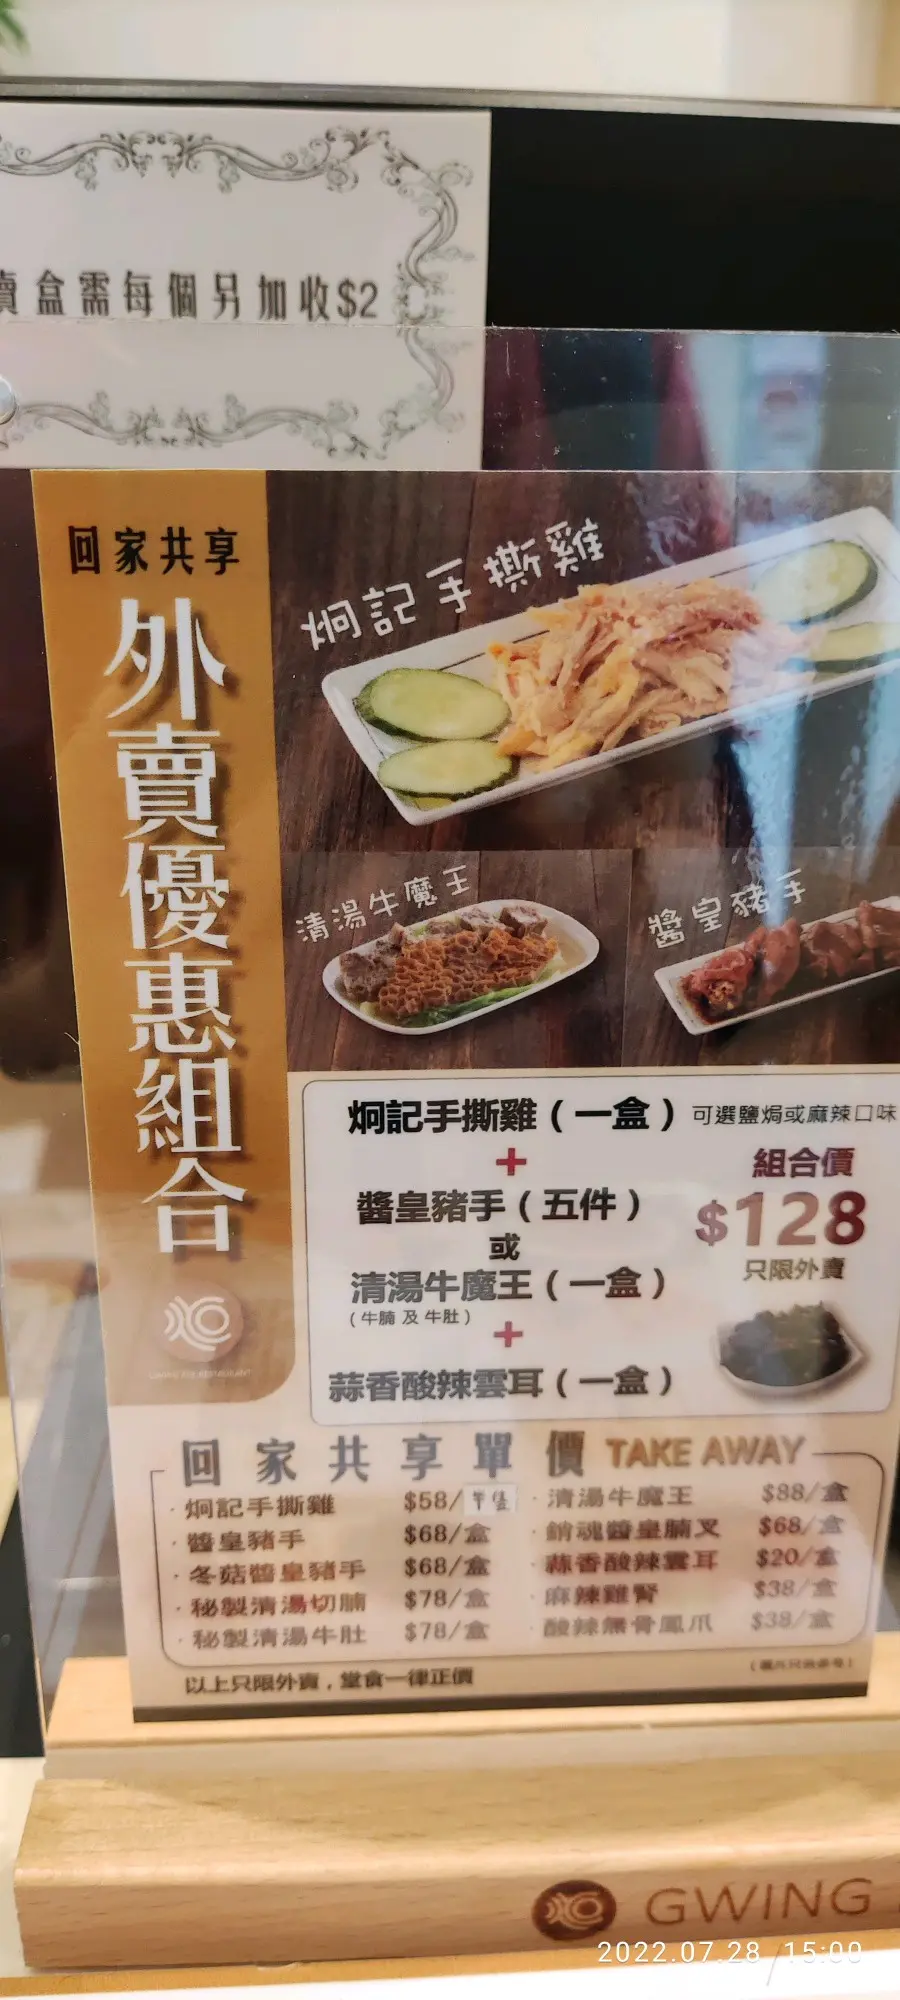 盒需每個另加收$2
回家共享
外賣優惠組合
炯記手撕雞
清湯牛魔王
醬皇豬手
炯記手撕雞(一盒) 可選鹽焗或麻辣口味
+
醬皇豬手(五件)
或
清湯牛魔王(一盒)
(牛腩 及 牛肚)
+
蒜香酸辣雲耳(一盒)
組合價
$128
只限外賣
回家共享單價 TAKE AWAY
·炯記手撕雞 $58/
·醬皇豬手 $68/盒
·冬菇醬皇豬手 $68/盒
·秘製清湯切腩 $78/盒
·秘製清湯牛肚 $78/盒
·清湯牛魔王 $88/盒
·銷魂醬皇腩叉 $68/盒
·蒜香酸辣雲耳 $20/盒
·麻辣雞腎 $38/盒
·酸辣無骨鳳爪 $38/盒
以上只限外賣,堂食一律正價
GWING
2022.07.28 15:00